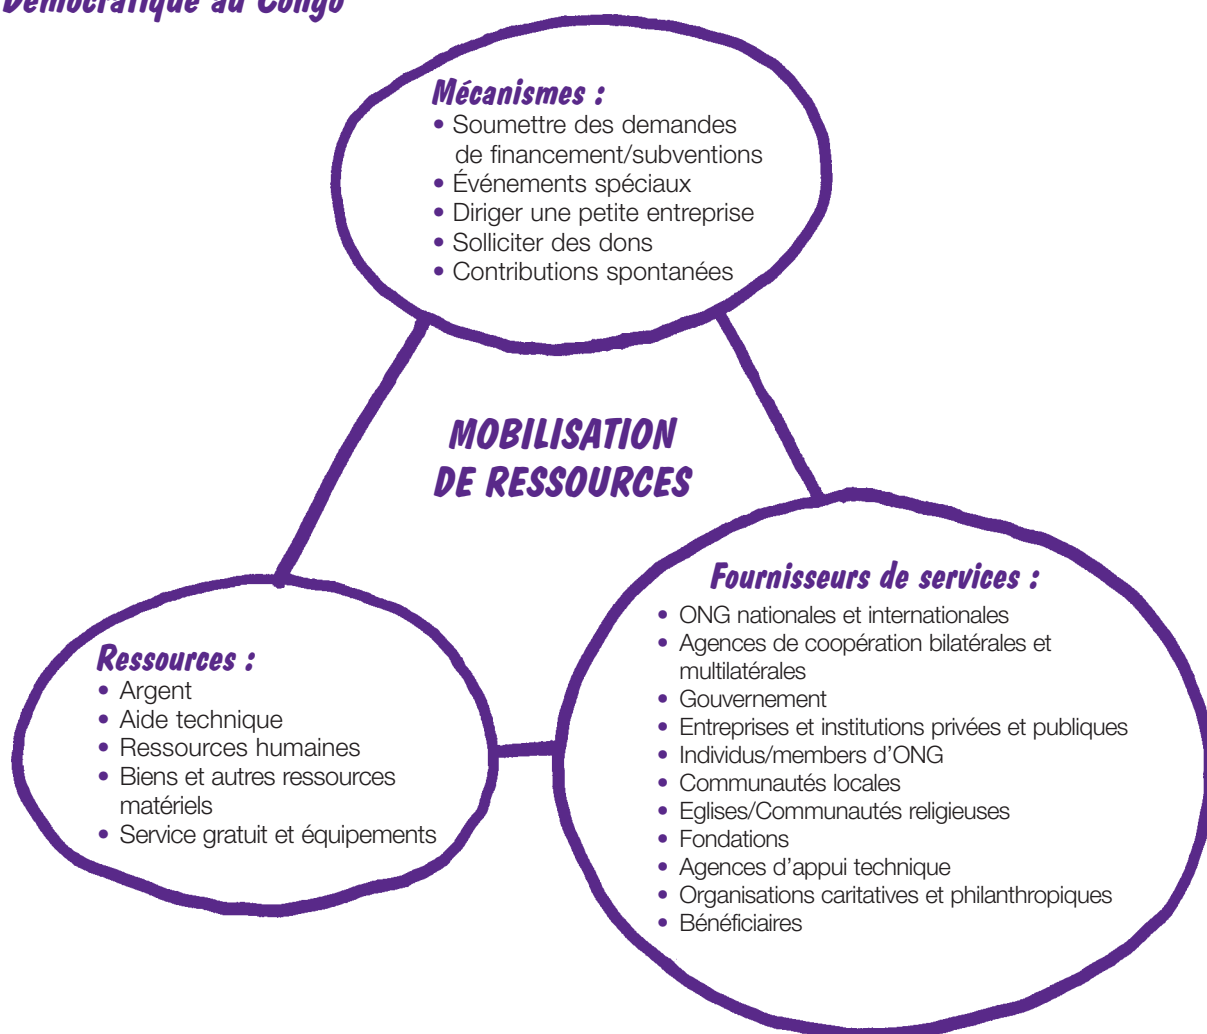 Démocratique au Congo
Mécanismes :
• Soumettre des demandes
de financement/subventions
• Événements spéciaux
• Diriger une petite entreprise
• Solliciter des dons
• Contributions spontanées
MOBILISATION
DE RESSOURCES
Ressources :
• Argent
• Aide technique
• Ressources humaines
• Biens et autres ressources
matériels
• Service gratuit et équipements
Fournisseurs de services :
• ONG nationales et internationales
• Agences de coopération bilatérales et
multilatérales
• Gouvernement
• Entreprises et institutions privées et publiques
• Individus/members d’ONG
• Communautés locales
• Eglises/Communautés religieuses
• Fondations
• Agences d’appui technique
• Organisations caritatives et philanthropiques
• Bénéficiaires